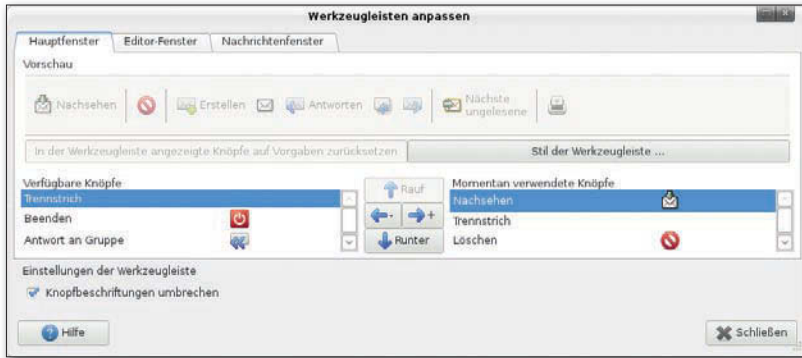 Werkzeugleisten anpassen
Hauptfenster Editor-Fenster Nachrichtenfenster
Vorschau
Nachsehen Erstellen Antworten Nächste
ungelesene
In der Werkzeugleiste angezeigte Knöpfe auf Vorgaben zurücksetzen Stil der Werkzeugleiste ...
Verfügbare Knöpfe Rauf Momentan verwendete Knöpfe
Trennstrich Nachsehen
Beenden - + Trennstrich
Antwort an Gruppe Runter Löschen
Einstellungen der Werkzeugleiste
Knopfbeschriftungen umbrechen
Hilfe Schließen